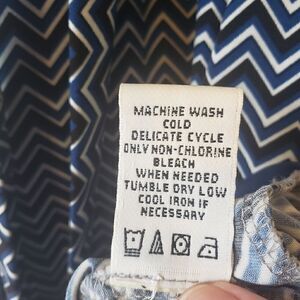 MACHINE WASH
COLD
DELICATE CYCLE
ONLY NON-CHLORINE
BLEACH
WHEN NEEDED
TUMBLE DRY LOW
COOL IRON IF
NECESSARY